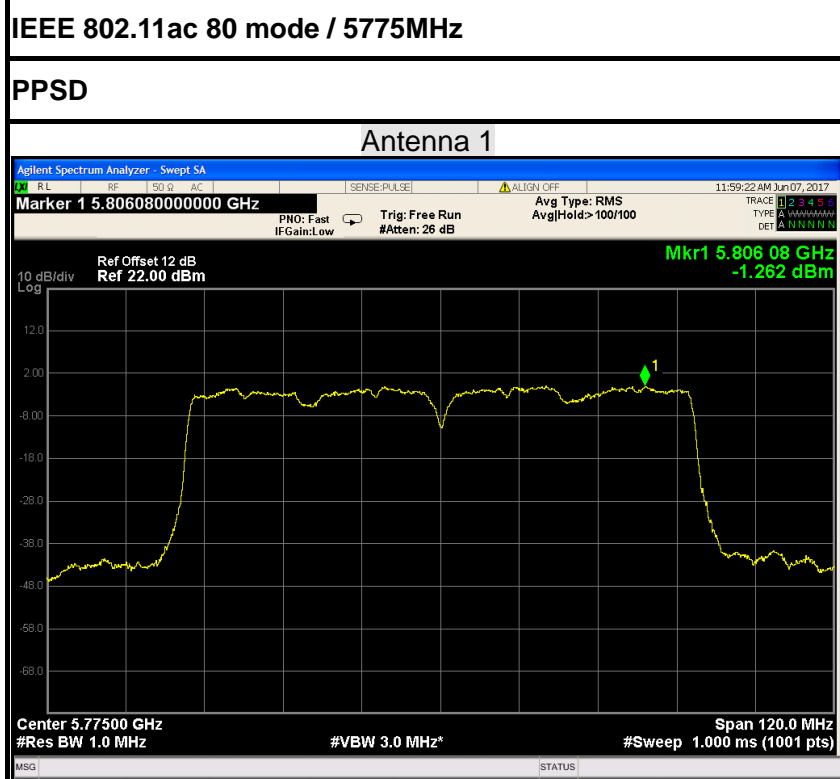 IEEE 802.11ac 80 mode / 5775MHz
PPSD
Antenna 1
Agilent Spectrum Analyzer - Swept SA
LXI RL RF 50 Ω AC SENSE:PULSE ALIGN OFF 11:59:22 AM Jun 07, 2017
Marker 1 5.806080000000 GHz
PNO: Fast
IFGain:Low
Trig: Free Run
#Atten: 26 dB
Avg Type: RMS
Avg|Hold:>100/100
TRACE 1 2 3 4 5 6
TYPE A WWWWW
DET A N N N N N
Mkr1 5.806 08 GHz
-1.262 dBm
Ref Offset 12 dB
10 dB/div Ref 22.00 dBm
Log
1
12.0
2.00
-8.00
-18.0
-28.0
-38.0
-48.0
-58.0
-68.0
Center 5.77500 GHz Span 120.0 MHz
#Res BW 1.0 MHz #VBW 3.0 MHz* #Sweep 1.000 ms (1001 pts)
MSG STATUS